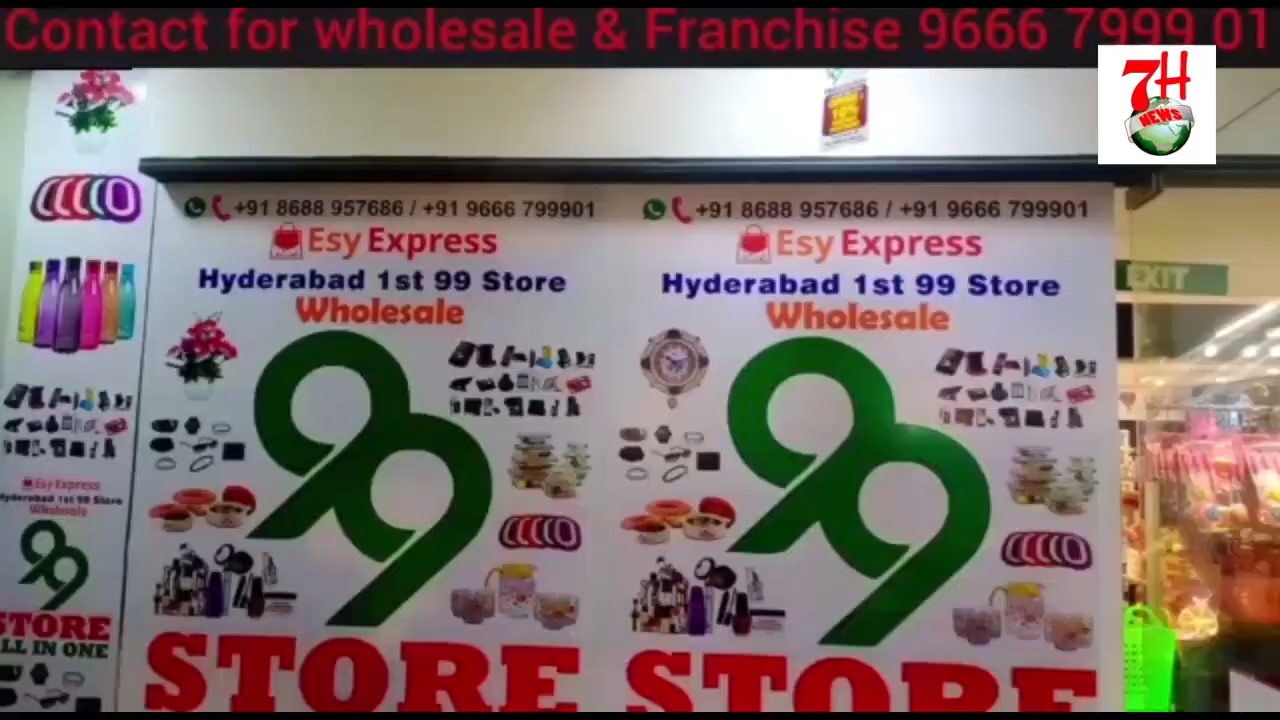 Contact for wholesale & Franchise 9666 7999 01
7H
NEWS
+91 8688 957686 / +91 9666 799901
Esy Express
Hyderabad 1st 99 Store
Wholesale
99
STORE
+91 8688 957686 / +91 9666 799901
Esy Express
Hyderabad 1st 99 Store
Wholesale
99
STORE
EXIT
Esy Express
Hyderabad 1st 99 Store
Wholesale
99
STORE
LL IN ONE